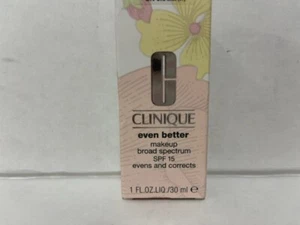 CLINIQUE
even better
makeup
broad spectrum
SPF 15
evens and corrects
1 FL.OZ.LIQ/30 ml e